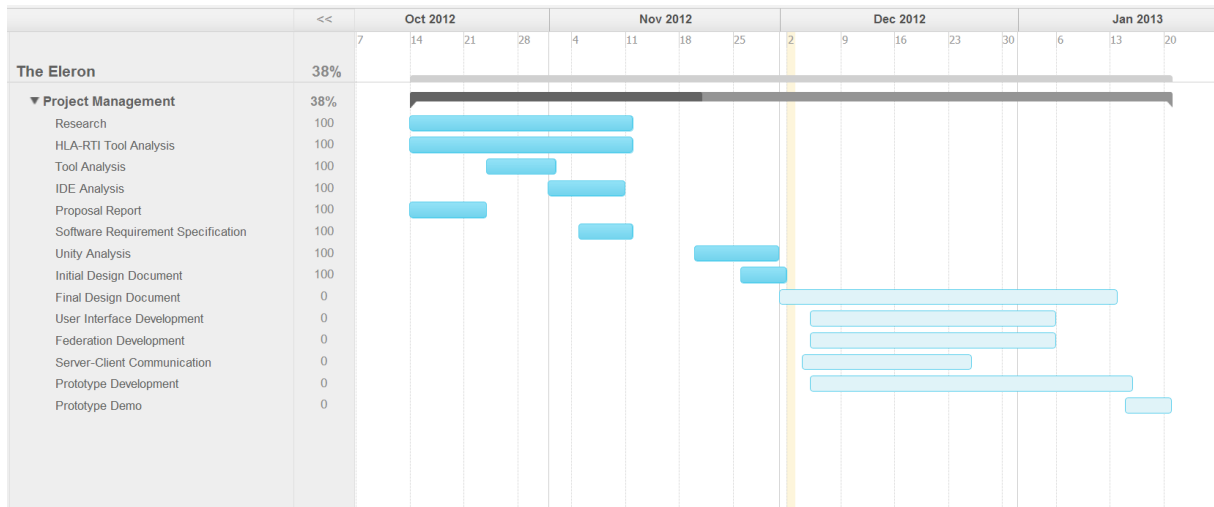 << Oct 2012 Nov 2012 Dec 2012 Jan 2013
7 14 21 28 4 11 18 25 2 9 16 23 30 6 13 20
The Eleron 38%
Project Management 38%
Research 100
HLA-RTI Tool Analysis 100
Tool Analysis 100
IDE Analysis 100
Proposal Report 100
Software Requirement Specification 100
Unity Analysis 100
Initial Design Document 100
Final Design Document 0
User Interface Development 0
Federation Development 0
Server-Client Communication 0
Prototype Development 0
Prototype Demo 0